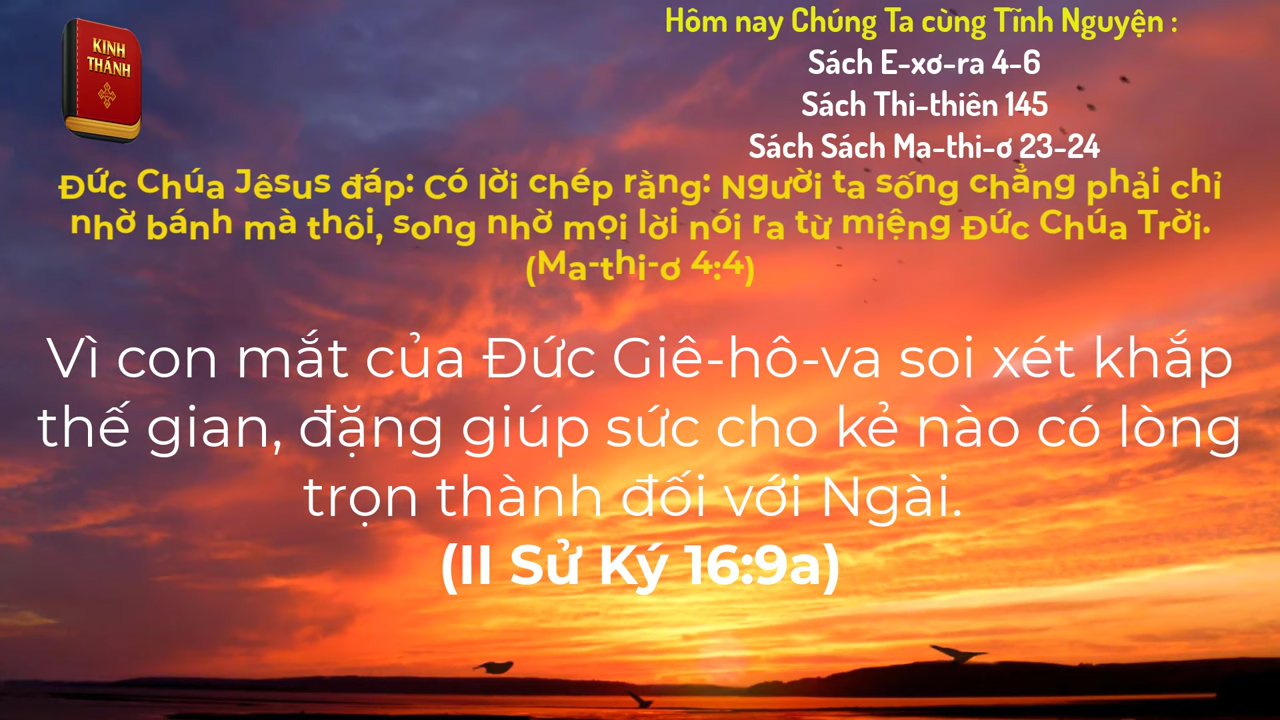 KINH
THÁNH
Hôm nay Chúng Ta cùng Tĩnh Nguyện :
Sách E-xơ-ra 4-6
Sách Thi-thiên 145
Sách Sách Ma-thi-ơ 23-24
Đức Chúa Jêsus đáp: Có lời chép rằng: Người ta sống chẳng phải chỉ
nhờ bánh mà thôi, song nhờ mọi lời nói ra từ miệng Đức Chúa Trời.
(Ma-thi-ơ 4:4)
Vì con mắt của Đức Giê-hô-va soi xét khắp
thế gian, đặng giúp sức cho kẻ nào có lòng
trọn thành đối với Ngài.
(II Sử Ký 16:9a)